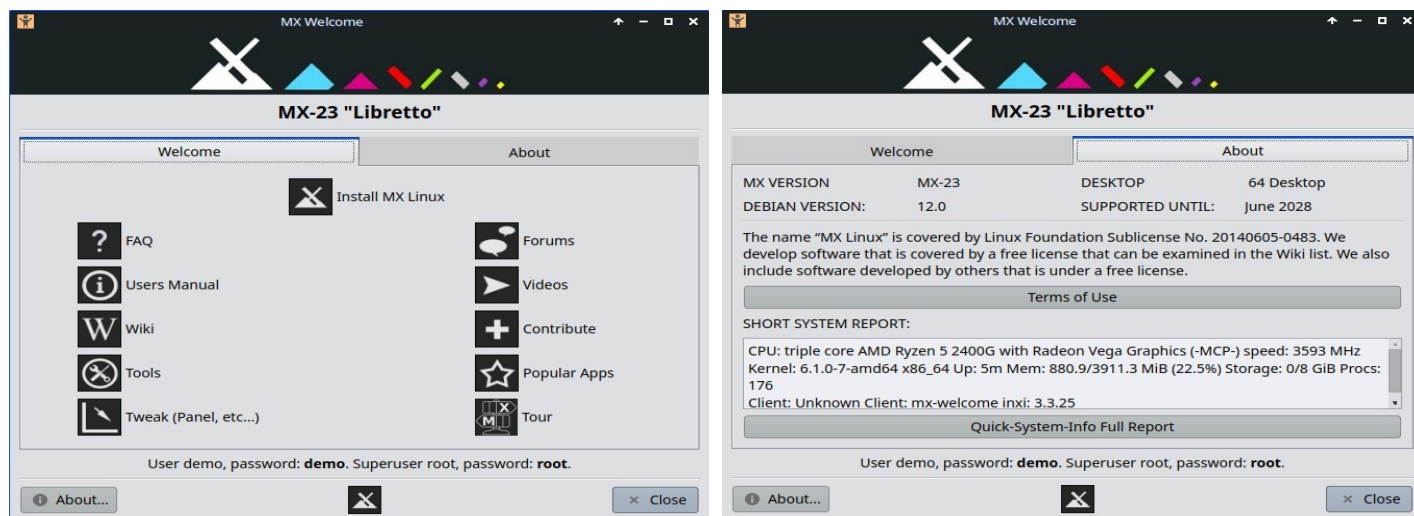 MX Welcome
MX-23 "Libretto"
Welcome
About
Install MX Linux
FAQ
Forums
Users Manual
Videos
Wiki
Contribute
Tools
Popular Apps
Tweak (Panel, etc...)
Tour
User demo, password: demo. Superuser root, password: root.
About...
Close
MX Welcome
MX-23 "Libretto"
Welcome
About
MX VERSION MX-23 DESKTOP 64 Desktop
DEBIAN VERSION: 12.0 SUPPORTED UNTIL: June 2028
The name “MX Linux” is covered by Linux Foundation Sublicense No. 20140605-0483. We
develop software that is covered by a free license that can be examined in the Wiki list. We also
include software developed by others that is under a free license.
Terms of Use
SHORT SYSTEM REPORT:
CPU: triple core AMD Ryzen 5 2400G with Radeon Vega Graphics (-MCP-) speed: 3593 MHz
Kernel: 6.1.0-7-amd64 x86_64 Up: 5m Mem: 880.9/3911.3 MiB (22.5%) Storage: 0/8 GiB Procs:
176
Client: Unknown Client: mx-welcome inxi: 3.3.25
Quick-System-Info Full Report
User demo, password: demo. Superuser root, password: root.
About...
Close